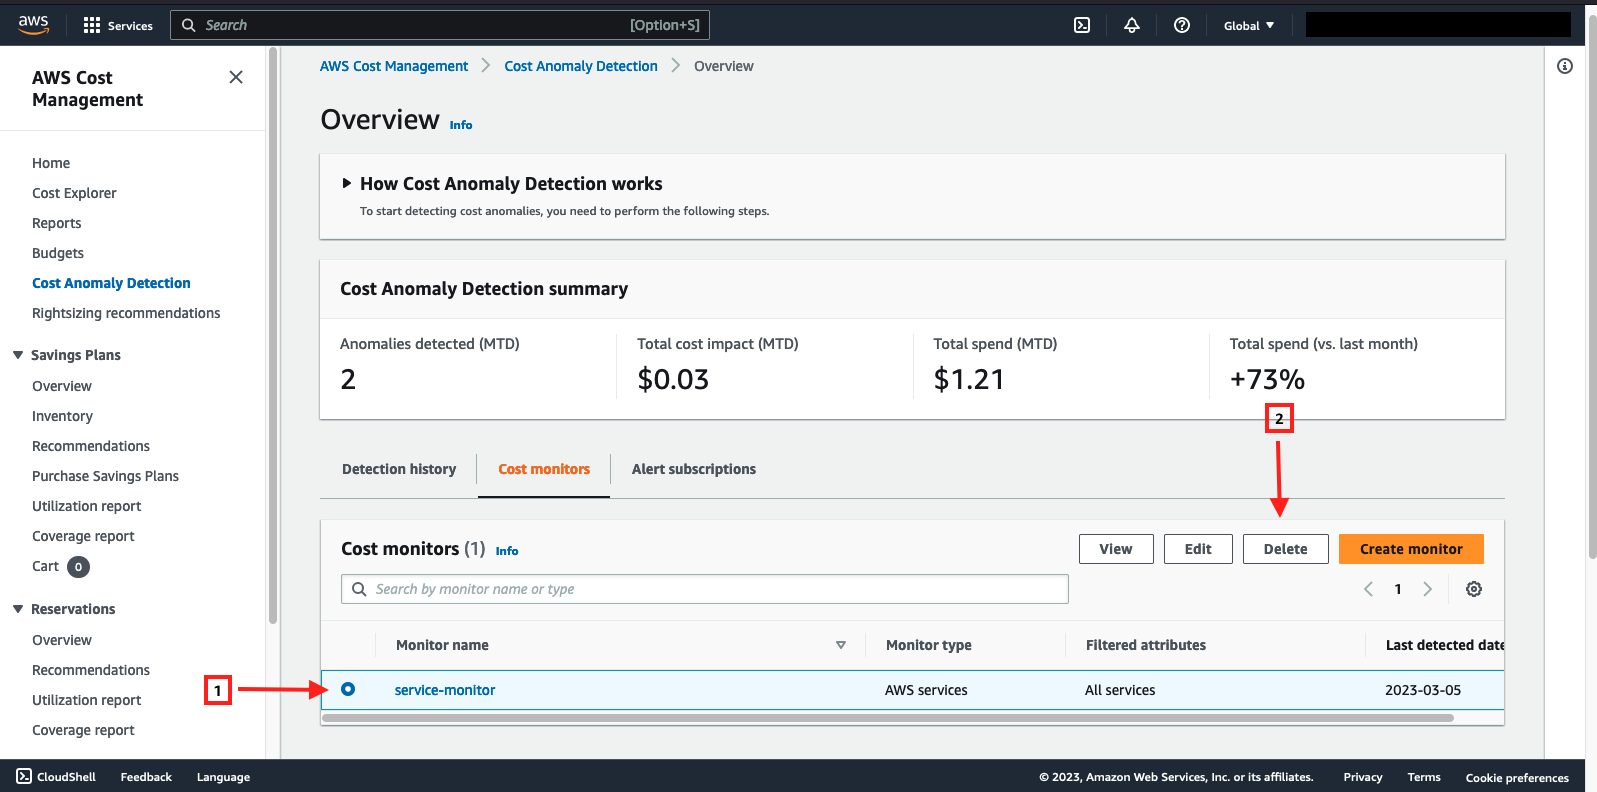 aws
Services
Search
[Option+S]
Global
AWS Cost Management
Home
Cost Explorer
Reports
Budgets
Cost Anomaly Detection
Rightsizing recommendations
Savings Plans
Overview
Inventory
Recommendations
Purchase Savings Plans
Utilization report
Coverage report
Cart 0
Reservations
Overview
Recommendations
Utilization report
Coverage report
AWS Cost Management > Cost Anomaly Detection > Overview
Overview Info
How Cost Anomaly Detection works
To start detecting cost anomalies, you need to perform the following steps.
Cost Anomaly Detection summary
Anomalies detected (MTD)
2
Total cost impact (MTD)
$0.03
Total spend (MTD)
$1.21
Total spend (vs. last month)
+73%
2
Detection history
Cost monitors
Alert subscriptions
Cost monitors (1) Info
View
Edit
Delete
Create monitor
Search by monitor name or type
1
Monitor name
Monitor type
Filtered attributes
Last detected date
1
service-monitor
AWS services
All services
2023-03-05
CloudShell
Feedback
Language
© 2023, Amazon Web Services, Inc. or its affiliates.
Privacy
Terms
Cookie preferences